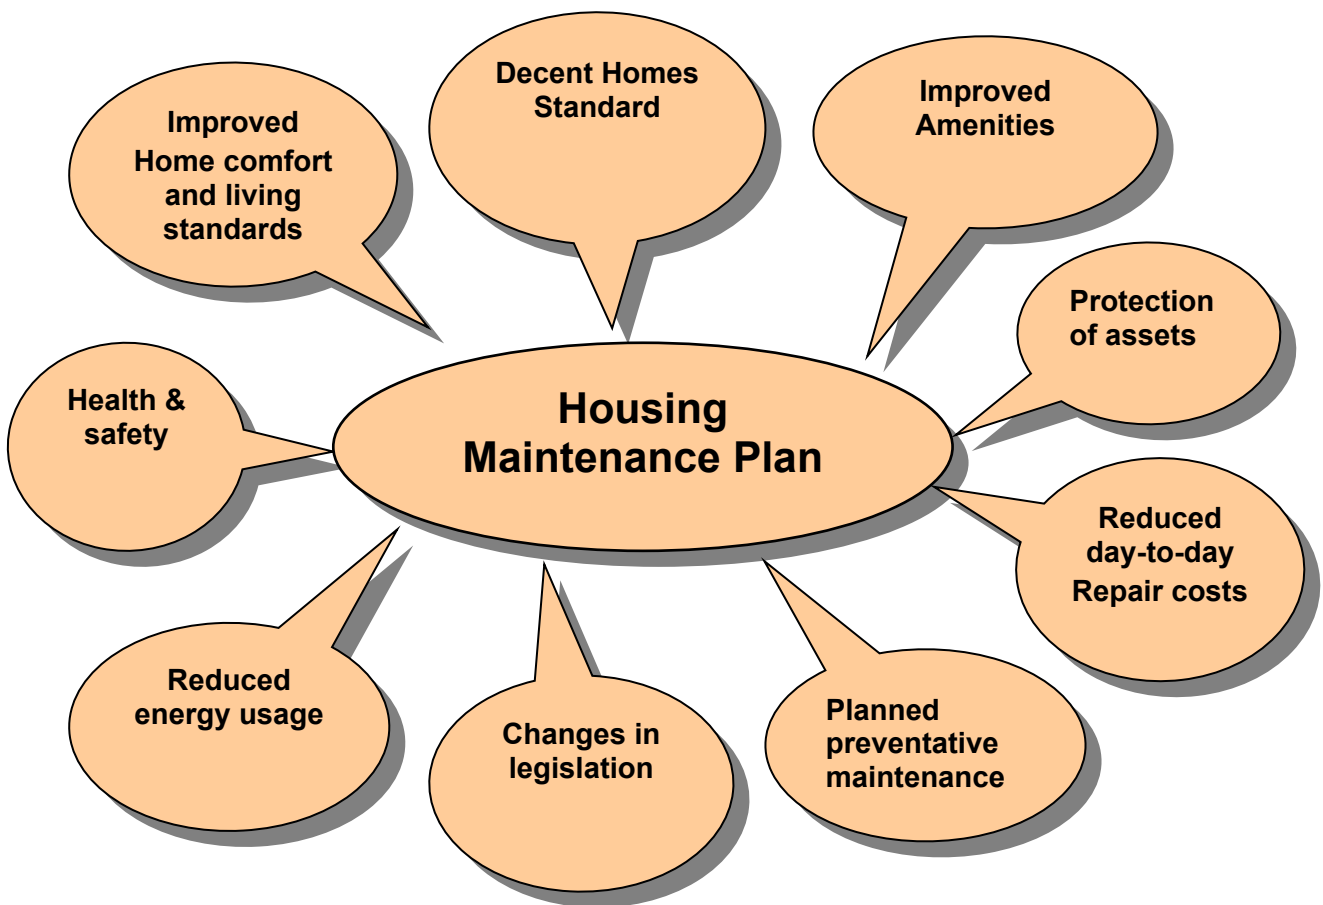 Improved
Home comfort
and living
standards
Decent Homes
Standard
Improved
Amenities
Protection
of assets
Health &
safety
Housing
Maintenance Plan
Reduced
day-to-day
Repair costs
Reduced
energy usage
Changes in
legislation
Planned
preventative
maintenance